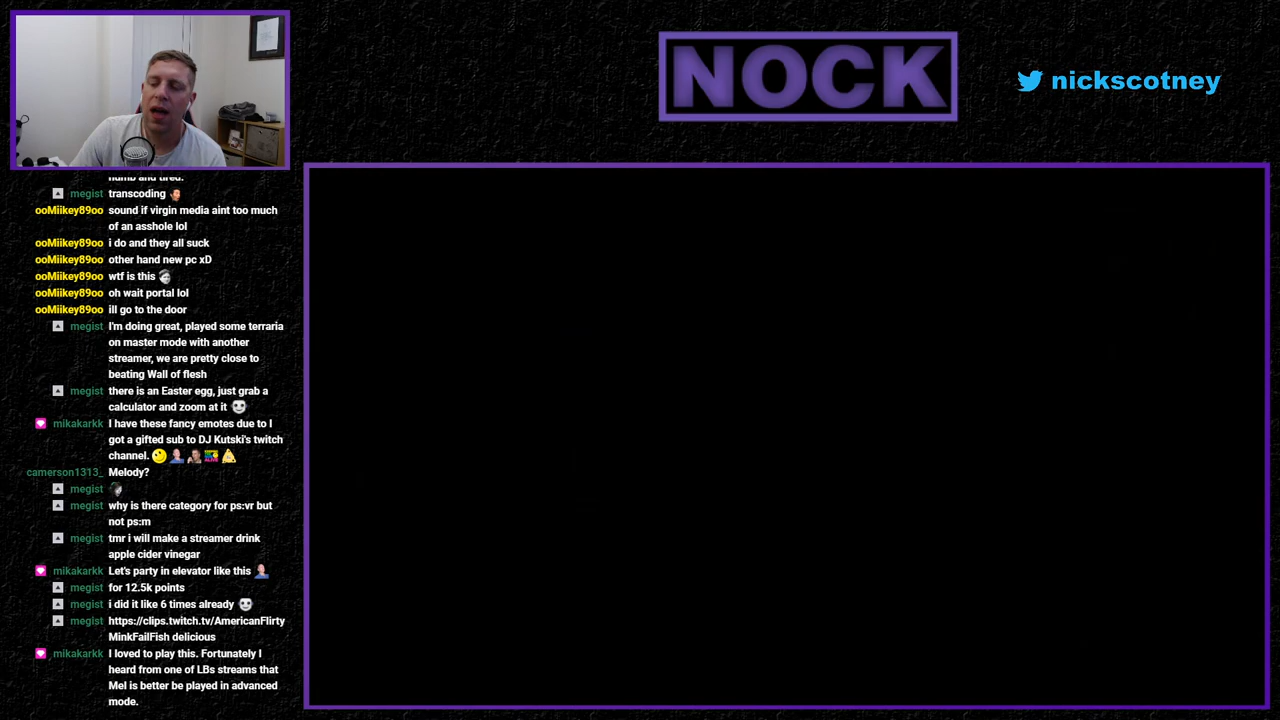 NOCK
nickscotney
numb and tired.
megist transcoding
ooMiikey89oo sound if virgin media aint too much
of an asshole lol
ooMiikey89oo i do and they all suck
ooMiikey89oo other hand new pc xD
ooMiikey89oo wtf is this
ooMiikey89oo oh wait portal lol
ooMiikey89oo ill go to the door
megist I'm doing great, played some terraria
on master mode with another
streamer, we are pretty close to
beating Wall of flesh
megist there is an Easter egg, just grab a
calculator and zoom at it
mikakarkk I have these fancy emotes due to I
got a gifted sub to DJ Kutski's twitch
channel.
camerson1313_ Melody?
megist
megist why is there category for ps:vr but
not ps:m
megist tmr i will make a streamer drink
apple cider vinegar
mikakarkk Let's party in elevator like this
megist for 12.5k points
megist i did it like 6 times already
megist https://clips.twitch.tv/AmericanFlirty
MinkFailFish delicious
mikakarkk I loved to play this. Fortunately I
heard from one of LBs streams that
Mel is better be played in advanced
mode.